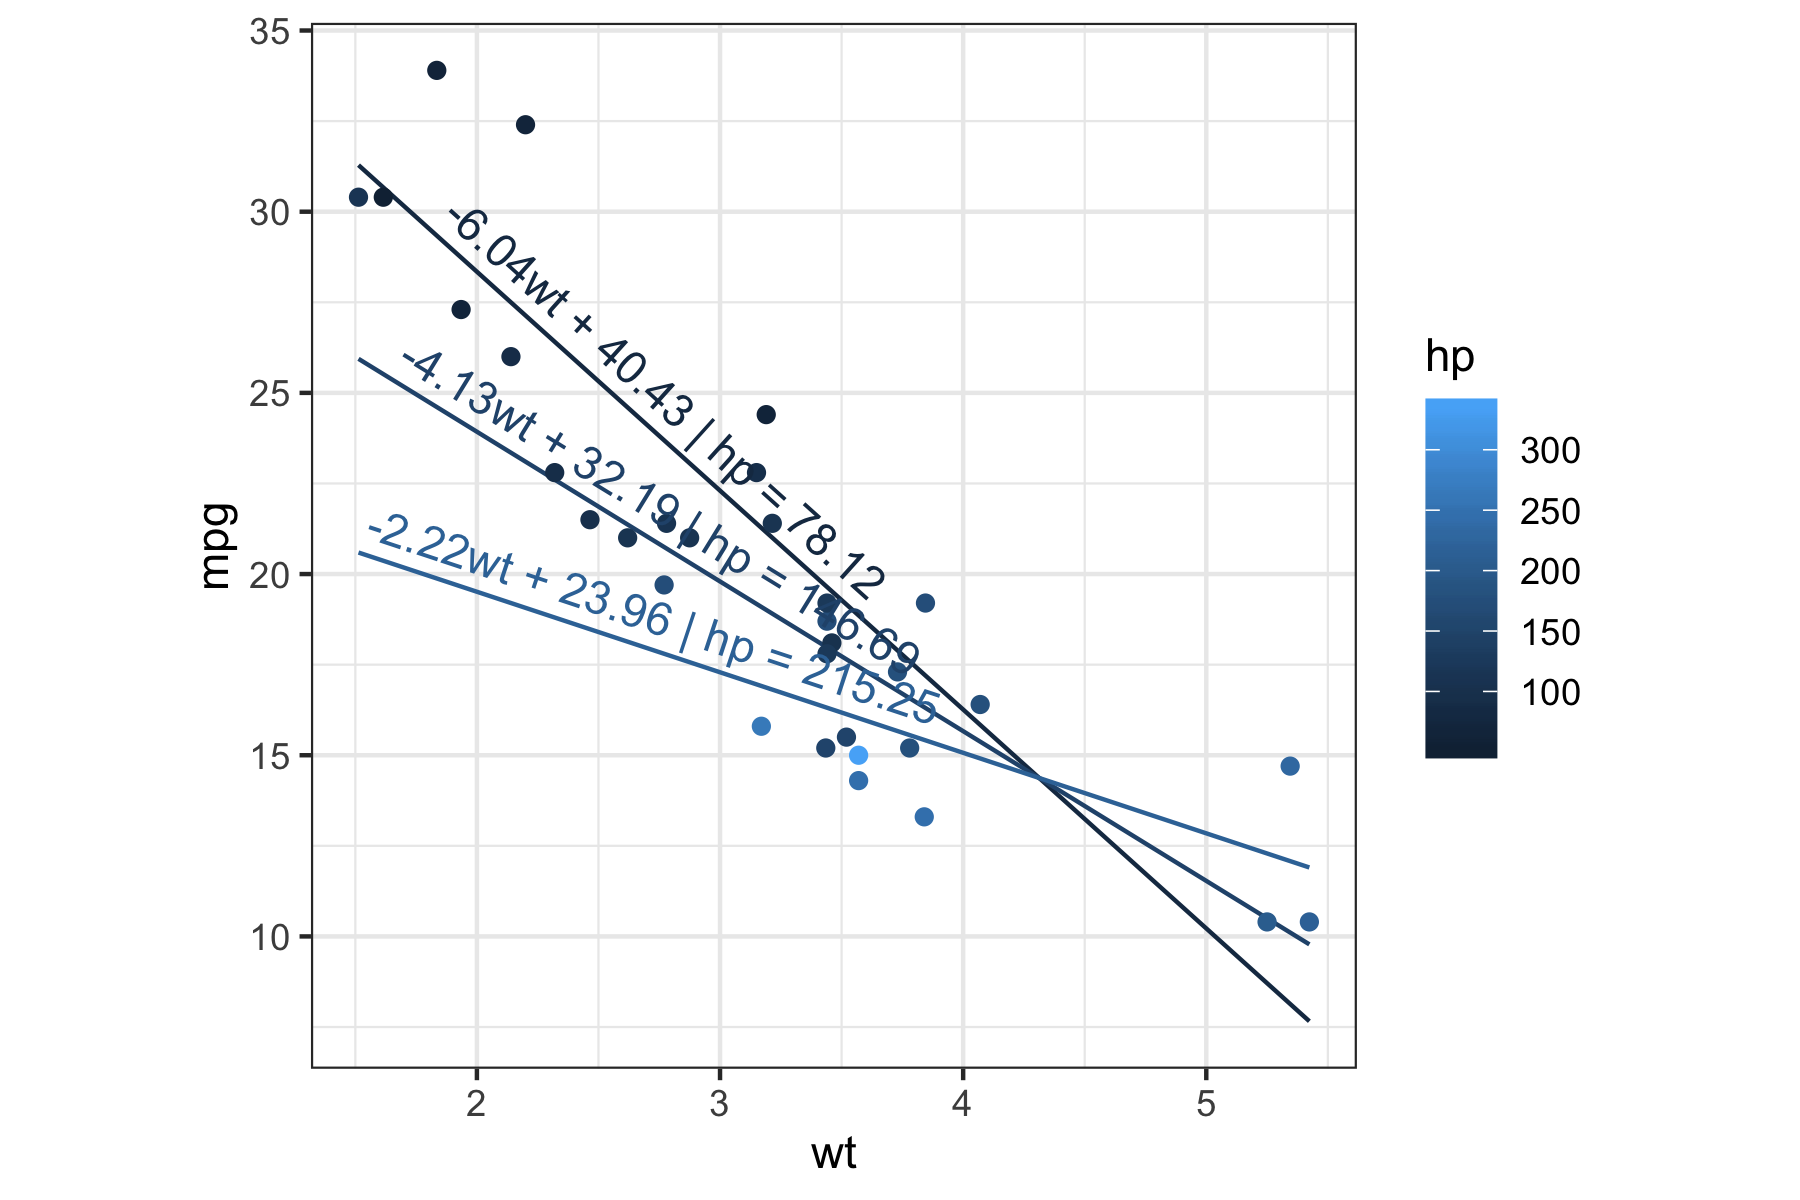 35
30
25
20
15
10
mpg
-6.04wt + 40.43 | hp = 78.12
-4.13wt + 32.19 | hp = 146.69
-2.22wt + 23.96 | hp = 215.25
2 3 4 5
wt
hp
300
250
200
150
100